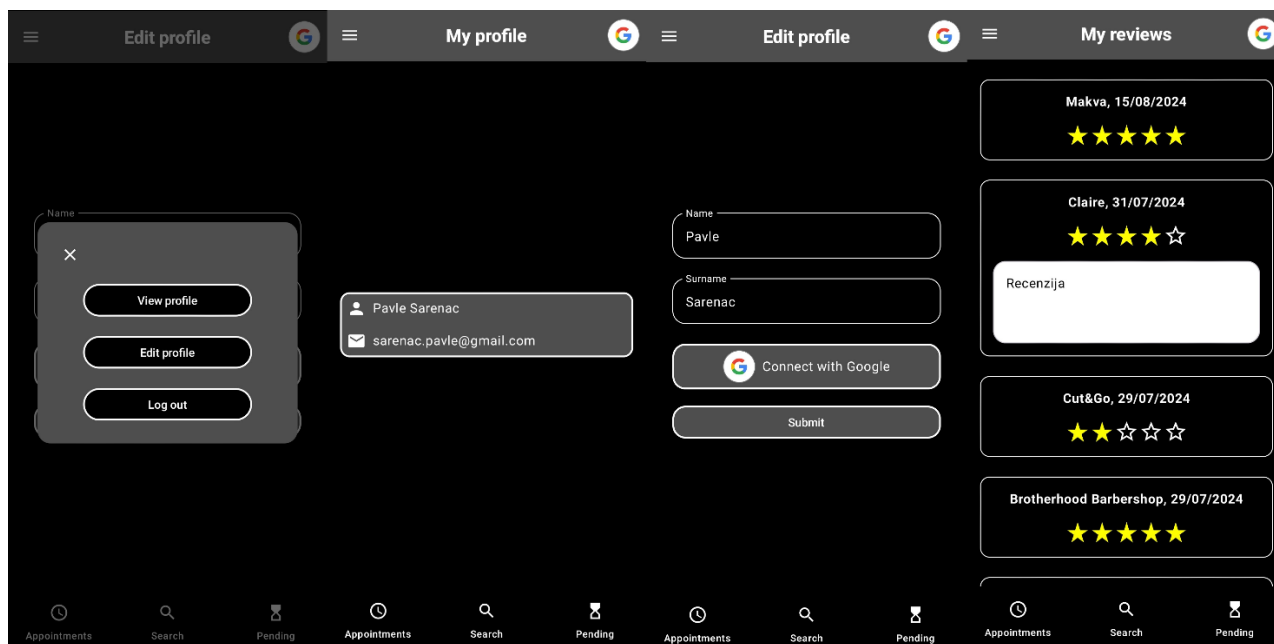 Edit profile
Name
View profile
Edit profile
Log out
Appointments
Search
Pending
My profile
Pavle Sarenac
sarenac.pavle@gmail.com
Appointments
Search
Pending
Edit profile
Name
Pavle
Surname
Sarenac
Connect with Google
Submit
Appointments
Search
Pending
My reviews
Makva, 15/08/2024
Claire, 31/07/2024
Recenzija
Cut&Go, 29/07/2024
Brotherhood Barbershop, 29/07/2024
Appointments
Search
Pending